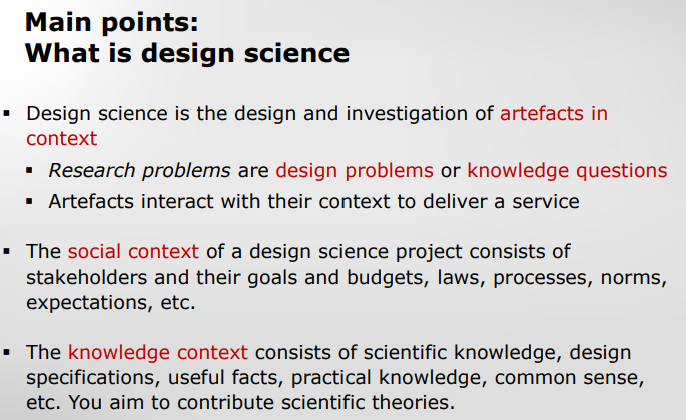 Main points:
What is design science
▪ Design science is the design and investigation of artefacts in
context
▪ Research problems are design problems or knowledge questions
▪ Artefacts interact with their context to deliver a service
▪ The social context of a design science project consists of
stakeholders and their goals and budgets, laws, processes, norms,
expectations, etc.
▪ The knowledge context consists of scientific knowledge, design
specifications, useful facts, practical knowledge, common sense,
etc. You aim to contribute scientific theories.